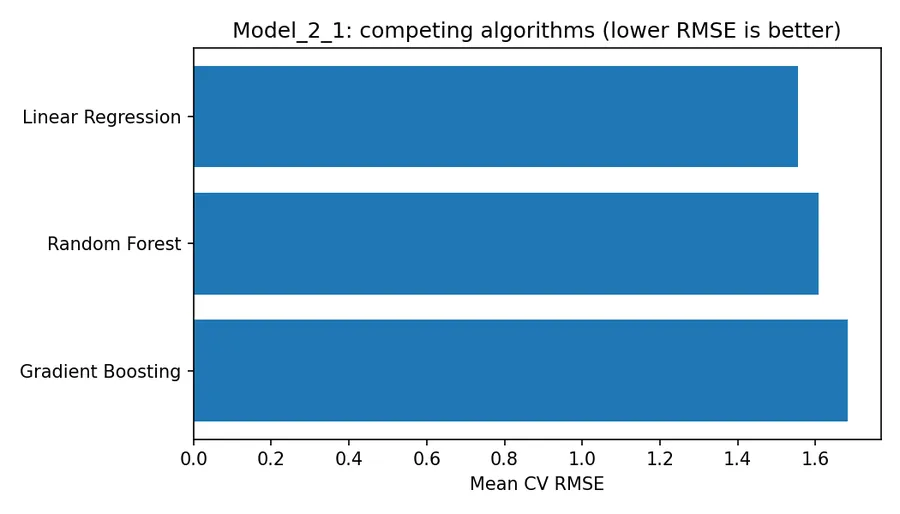 Model_2_1: competing algorithms (lower RMSE is better)
Linear Regression
Random Forest
Gradient Boosting
0.0 0.2 0.4 0.6 0.8 1.0 1.2 1.4 1.6
Mean CV RMSE